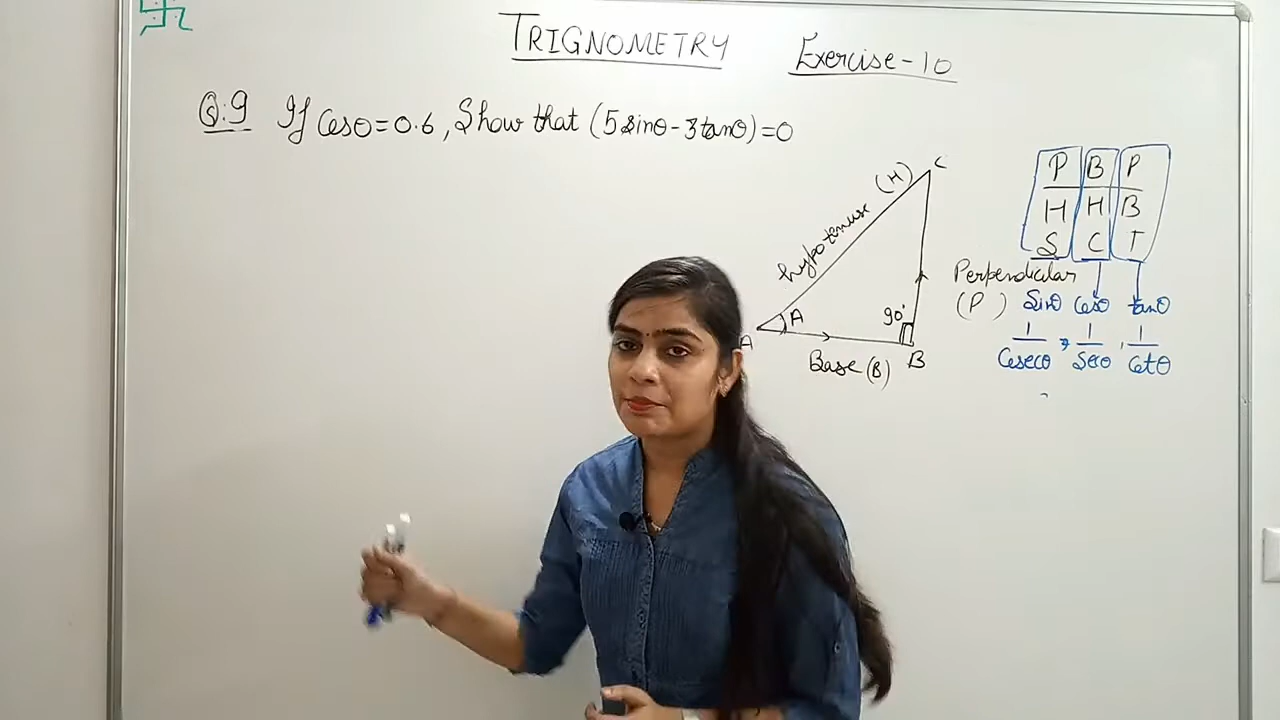 TRIGNOMETRY Exercise-10
Q:9 If Cosθ=0.6, Show that (5sinθ-3tanθ)=0
C
hypotenuse (H)
A A
90°
Base (B) B
Perpendicular
(P)
P B P
H H B
S C T
Sinθ Cosθ tanθ
1/Cosecθ , 1/Secθ , 1/Cotθ